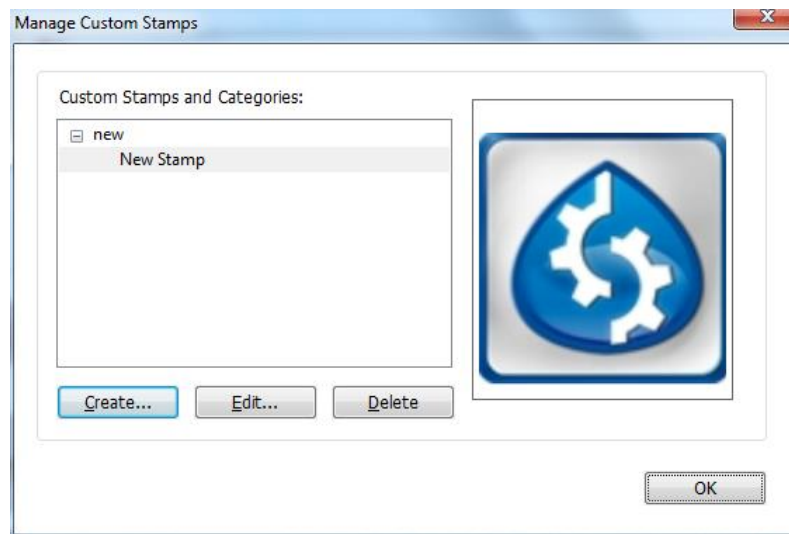 Manage Custom Stamps
Custom Stamps and Categories:
new
New Stamp
Create...
Edit...
Delete
OK